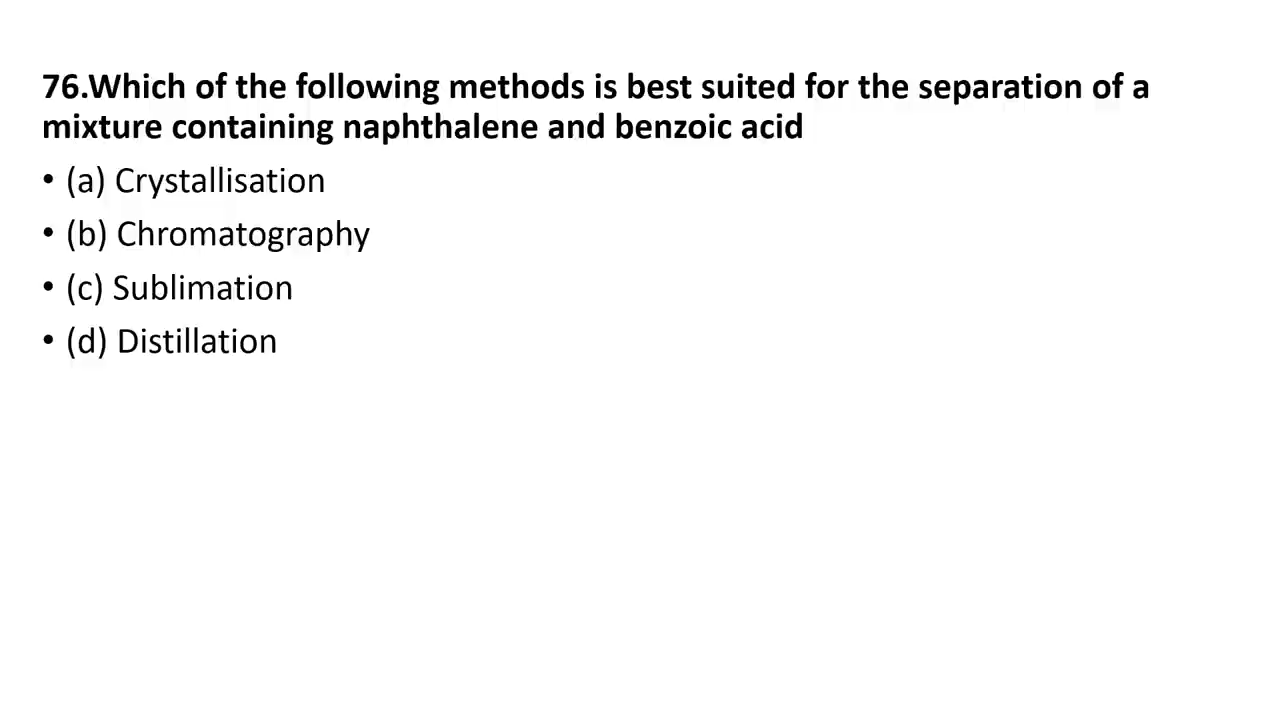 76.Which of the following methods is best suited for the separation of a
mixture containing naphthalene and benzoic acid
• (a) Crystallisation
• (b) Chromatography
• (c) Sublimation
• (d) Distillation